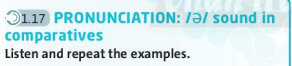 1.17 PRONUNCIATION: /ə/ sound in
comparatives
Listen and repeat the examples.